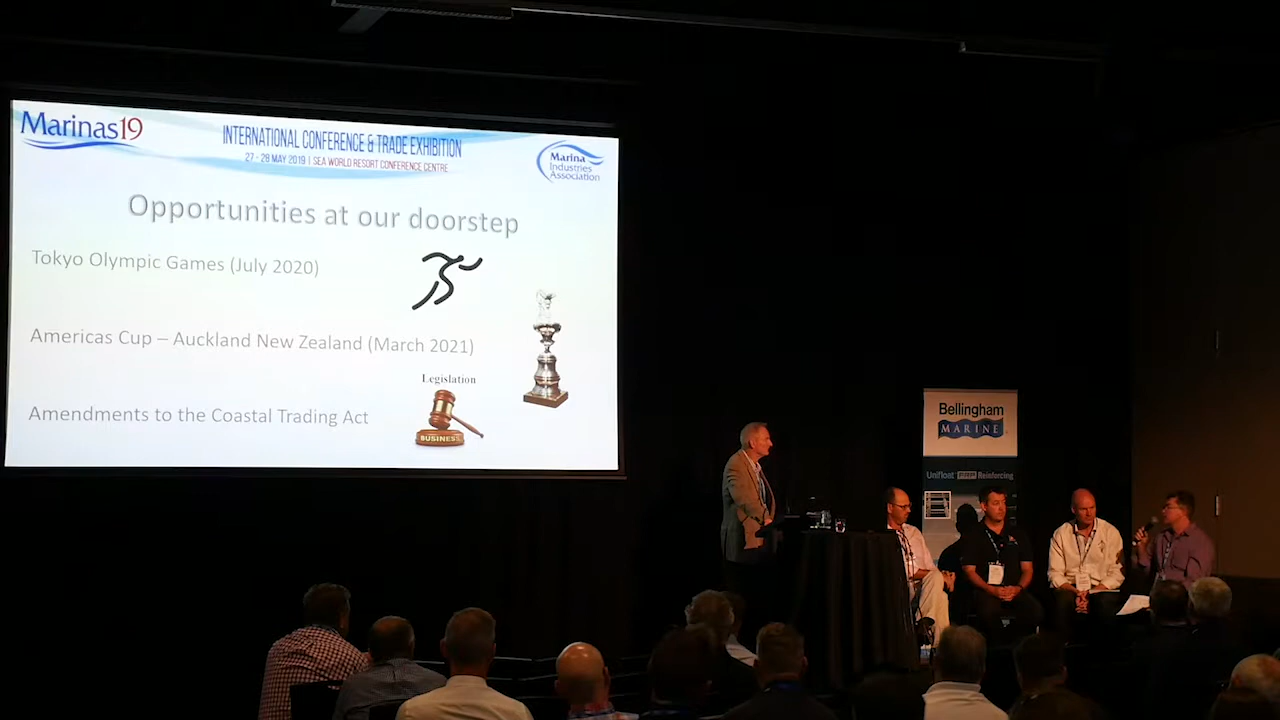 Marinas19
INTERNATIONAL CONFERENCE & TRADE EXHIBITION
27 - 28 MAY 2019 | SEA WORLD RESORT CONFERENCE CENTRE
Marina
Industries
Association
Opportunities at our doorstep
Tokyo Olympic Games (July 2020)
Americas Cup – Auckland New Zealand (March 2021)
Legislation
Amendments to the Coastal Trading Act
BUSINESS
Bellingham
MARINE
Unifloat FRP Reinforcing